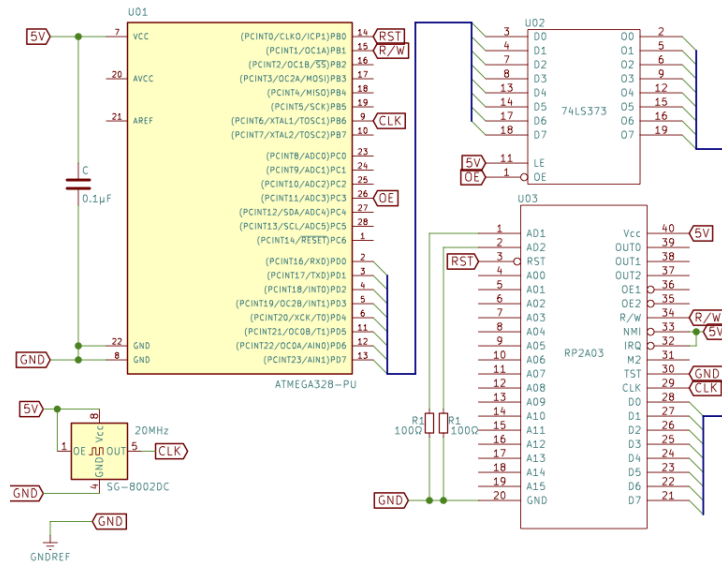 U01
5V
7 VCC
20 AVCC
21 AREF
22 GND
8 GND
GND
C
0.1µF
(PCINT0/CLKO/ICP1)PB0 14 RST
(PCINT1/OC1A)PB1 15 R/W
(PCINT2/OC1B/SS)PB2 16
(PCINT3/OC2A/MOSI)PB3 17
(PCINT4/MISO)PB4 18
(PCINT5/SCK)PB5 19
(PCINT6/XTAL1/TOSC1)PB6 9 CLK
(PCINT7/XTAL2/TOSC2)PB7 10
(PCINT8/ADC0)PC0 23
(PCINT9/ADC1)PC1 24
(PCINT10/ADC2)PC2 25
(PCINT11/ADC3)PC3 26 OE
(PCINT12/SDA/ADC4)PC4 27
(PCINT13/SCL/ADC5)PC5 28
(PCINT14/RESET)PC6 1
(PCINT16/RXD)PD0 2
(PCINT17/TXD)PD1 3
(PCINT18/INT0)PD2 4
(PCINT19/OC2B/INT1)PD3 5
(PCINT20/XCK/T0)PD4 6
(PCINT21/OC0B/T1)PD5 11
(PCINT22/OC0A/AIN0)PD6 12
(PCINT23/AIN1)PD7 13
ATMEGA328-PU
5V
8
20MHz
Vcc
1 OE OUT 5 CLK
GND
GND 4
SG-8002DC
GND
GNDREF
U02
3 D0 O0 2
4 D1 O1 5
7 D2 O2 6
8 D3 O3 9
13 D4 O4 12
14 D5 O5 15
17 D6 O6 16
18 D7 O7 19
74LS373
5V 11 LE
OE 1 OE
U03
1 AD1 Vcc 40 5V
2 AD2 OUT0 39
RST 3 RST OUT1 38
4 A00 OUT2 37
5 A01 OE1 36
6 A02 OE2 35
7 A03 R/W 34 R/W
8 A04 NMI 33 5V
9 A05 IRQ 32
10 A06 M2 31
RP2A03
11 A07 TST 30 GND
12 A08 CLK 29 CLK
13 A09 D0 28
14 A10 D1 27
15 A11 D2 26
16 A12 D3 25
17 A13 D4 24
18 A14 D5 23
19 A15 D6 22
20 GND D7 21
R1
100Ω
R1
100Ω
GND